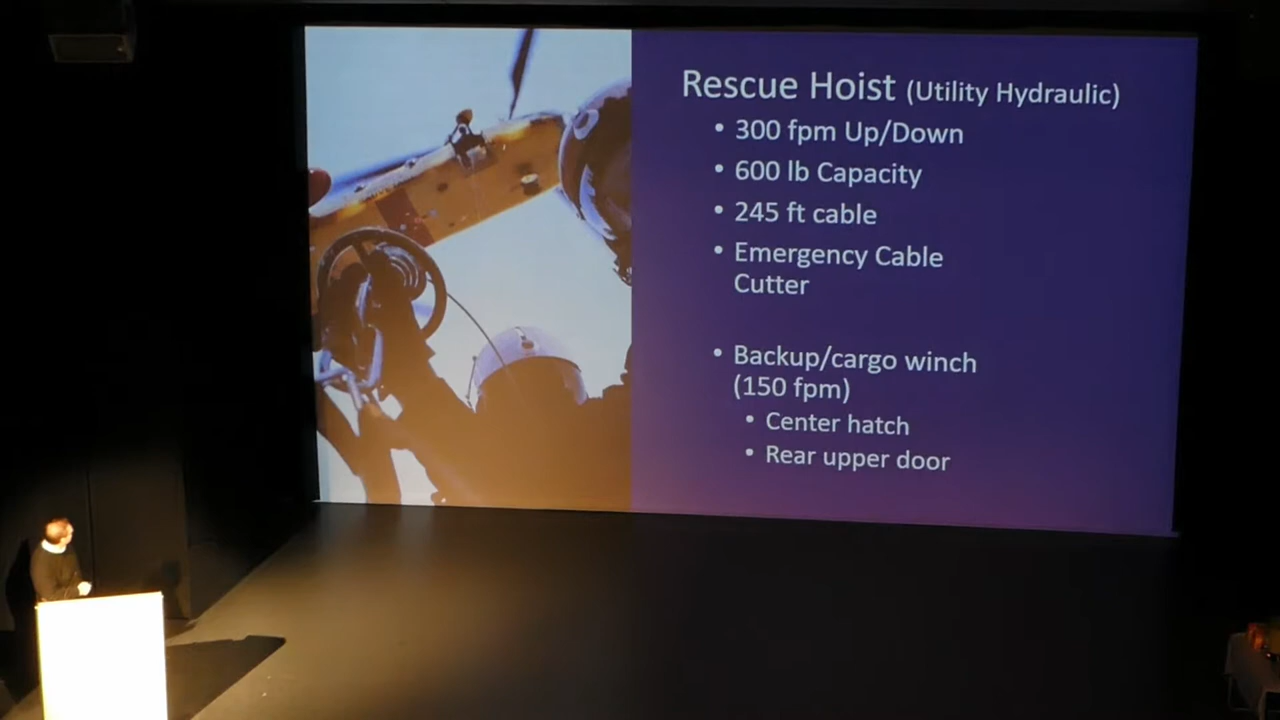 Rescue Hoist (Utility Hydraulic)
• 300 fpm Up/Down
• 600 lb Capacity
• 245 ft cable
• Emergency Cable
Cutter
• Backup/cargo winch
(150 fpm)
• Center hatch
• Rear upper door